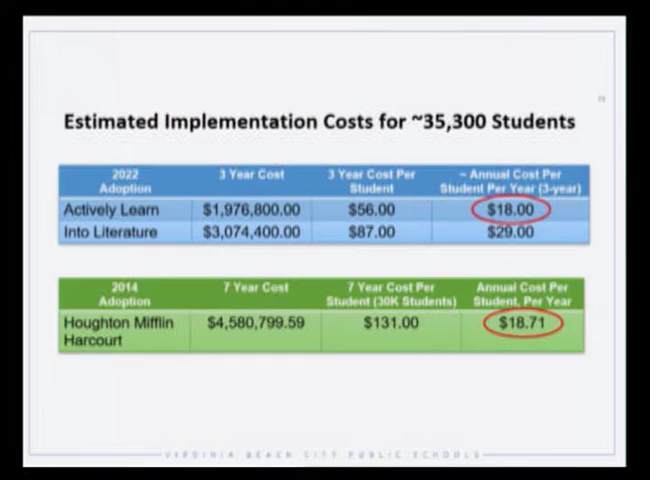 Estimated Implementation Costs for ~35,300 Students
2022 3 Year Cost 3 Year Cost Per ~ Annual Cost Per
Adoption Student Student Per Year (3-year)
Actively Learn $1,976,800.00 $56.00 $18.00
Into Literature $3,074,400.00 $87.00 $29.00
2014 7 Year Cost 7 Year Cost Per Annual Cost Per
Adoption Student (30K Students) Student, Per Year
Houghton Mifflin $4,580,799.59 $131.00 $18.71
Harcourt
VIRGINIA BEACH CITY PUBLIC SCHOOLS